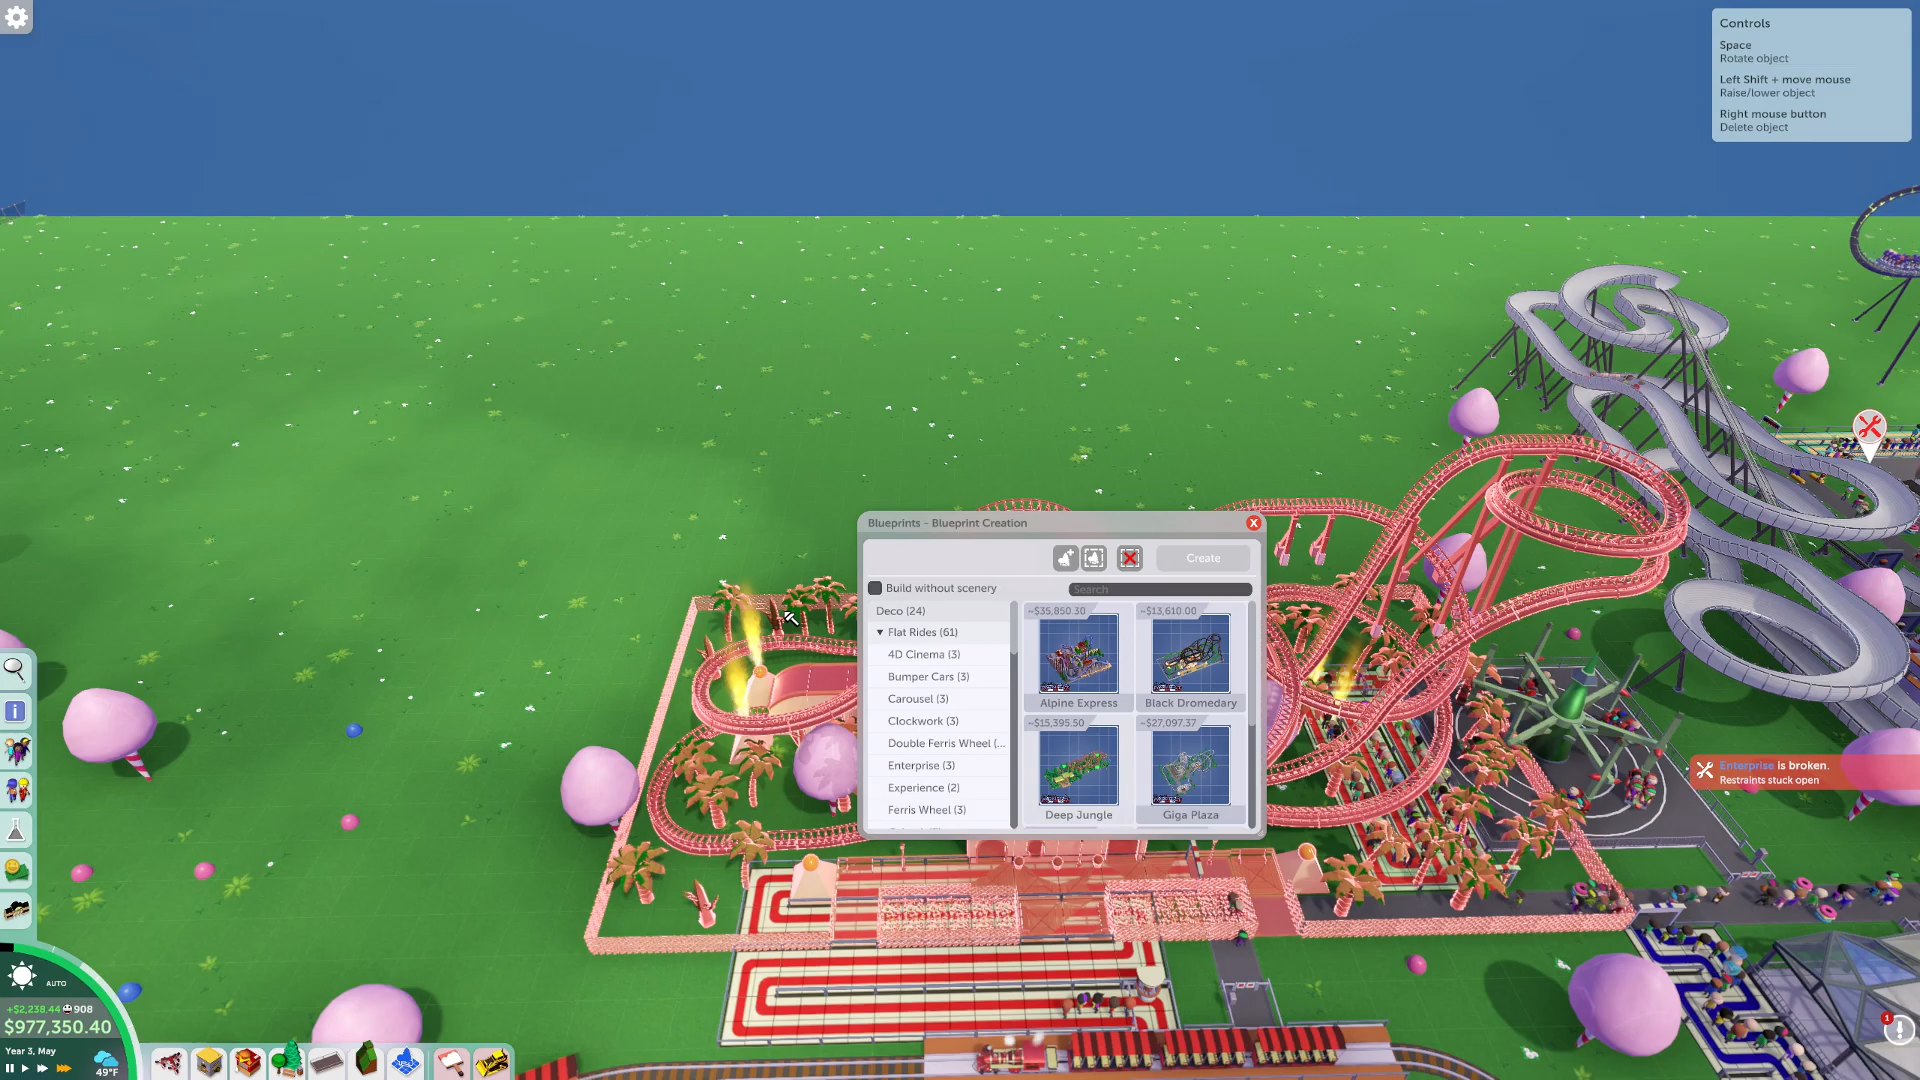 Controls
Space
Rotate object
Left Shift + move mouse
Raise/lower object
Right mouse button
Delete object
Blueprints - Blueprint Creation
Create
Build without scenery
Search
Deco (24)
Flat Rides (61)
4D Cinema (3)
Bumper Cars (3)
Carousel (3)
Clockwork (3)
Double Ferris Wheel (...
Enterprise (3)
Experience (2)
Ferris Wheel (3)
~$35,850.30
~$13,610.00
Alpine Express
Black Dromedary
~$15,395.50
~$27,097.37
Deep Jungle
Giga Plaza
Enterprise is broken.
Restraints stuck open
AUTO
+$2,238.44 908
$977,350.40
Year 3, May
49°F
1